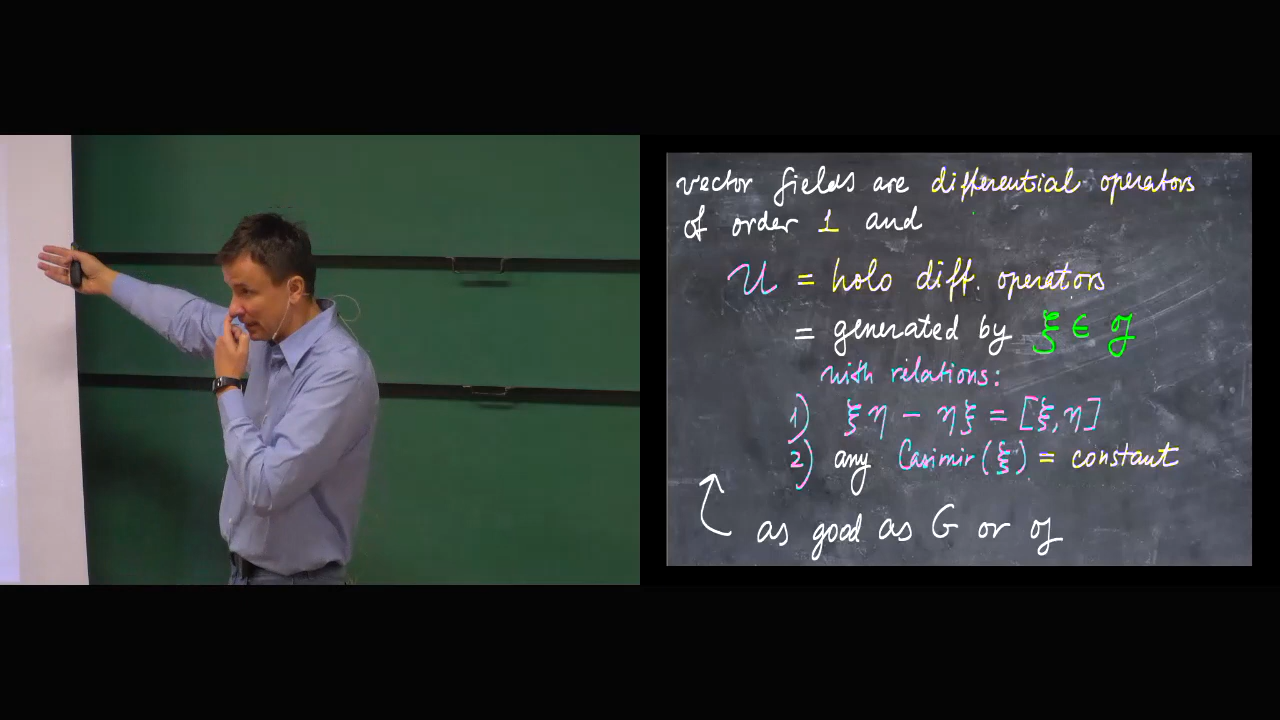 vector fields are differential operators
of order 1 and
U = holo diff. operators
= generated by ξ ∈ 𝔤
with relations:
1) ξη - ηξ = [ξ,η]
2) any Casimir(ξ) = constant
as good as G or 𝔤